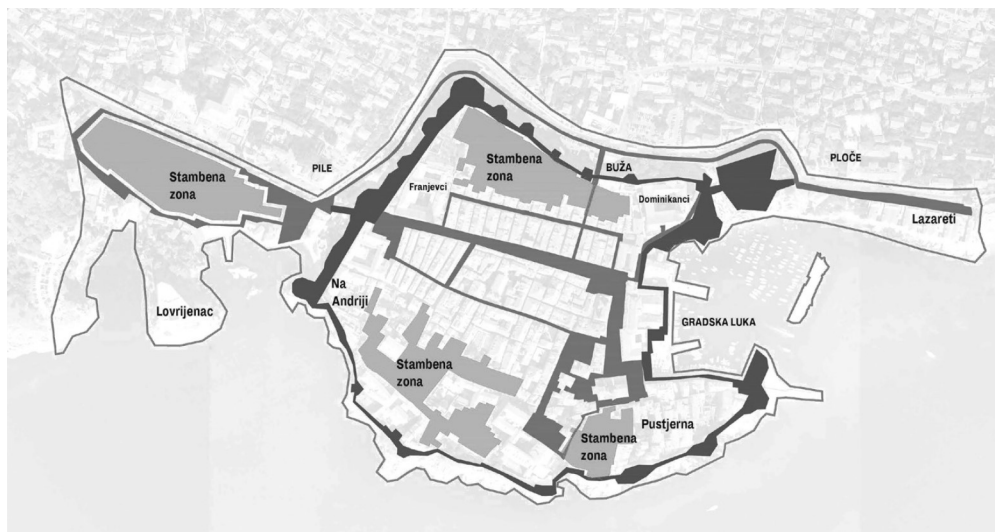 Stambena
zona
PILE
Franjevci
Stambena
zona
BUŽA
Dominikanci
PLOČE
Lazareti
Lovrijenac
Na
Andriji
GRADSKA LUKA
Stambena
zona
Stambena
zona
Pustjerna